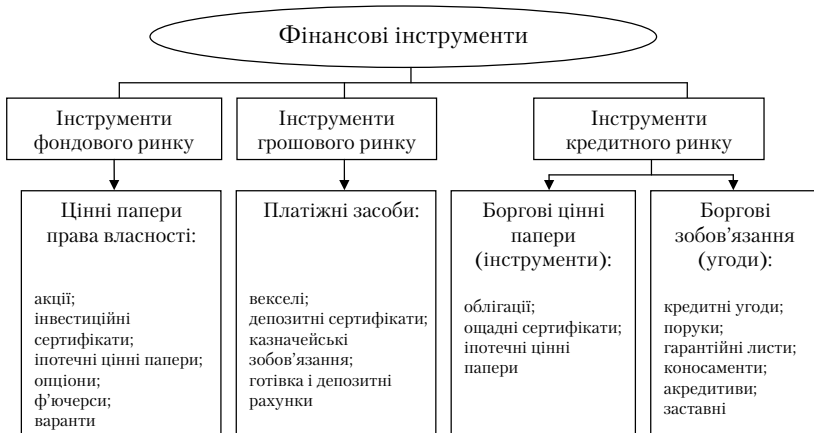 Фінансові інструменти
Інструменти
фондового ринку
Інструменти
грошового ринку
Інструменти
кредитного ринку
Цінні папери
права власності:
акції;
інвестиційні
сертифікати;
іпотечні цінні папери;
опціони;
ф’ючерси;
варанти
Платіжні засоби:
векселі;
депозитні сертифікати;
казначейські
зобов’язання;
готівка і депозитні
рахунки
Боргові цінні
папери
(інструменти):
облігації;
ощадні сертифікати;
іпотечні цінні
папери
Боргові
зобов’язання
(угоди):
кредитні угоди;
поруки;
гарантійні листи;
коносаменти;
акредитиви;
заставні